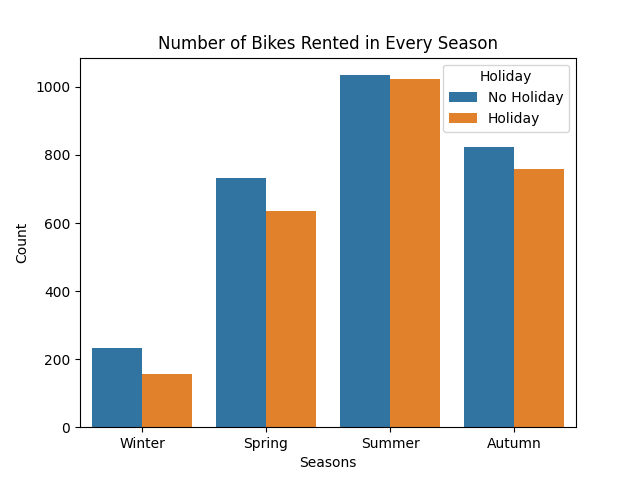 Number of Bikes Rented in Every Season
Holiday
No Holiday
Holiday
1000
800
600
400
200
0
Count
Winter Spring Summer Autumn
Seasons